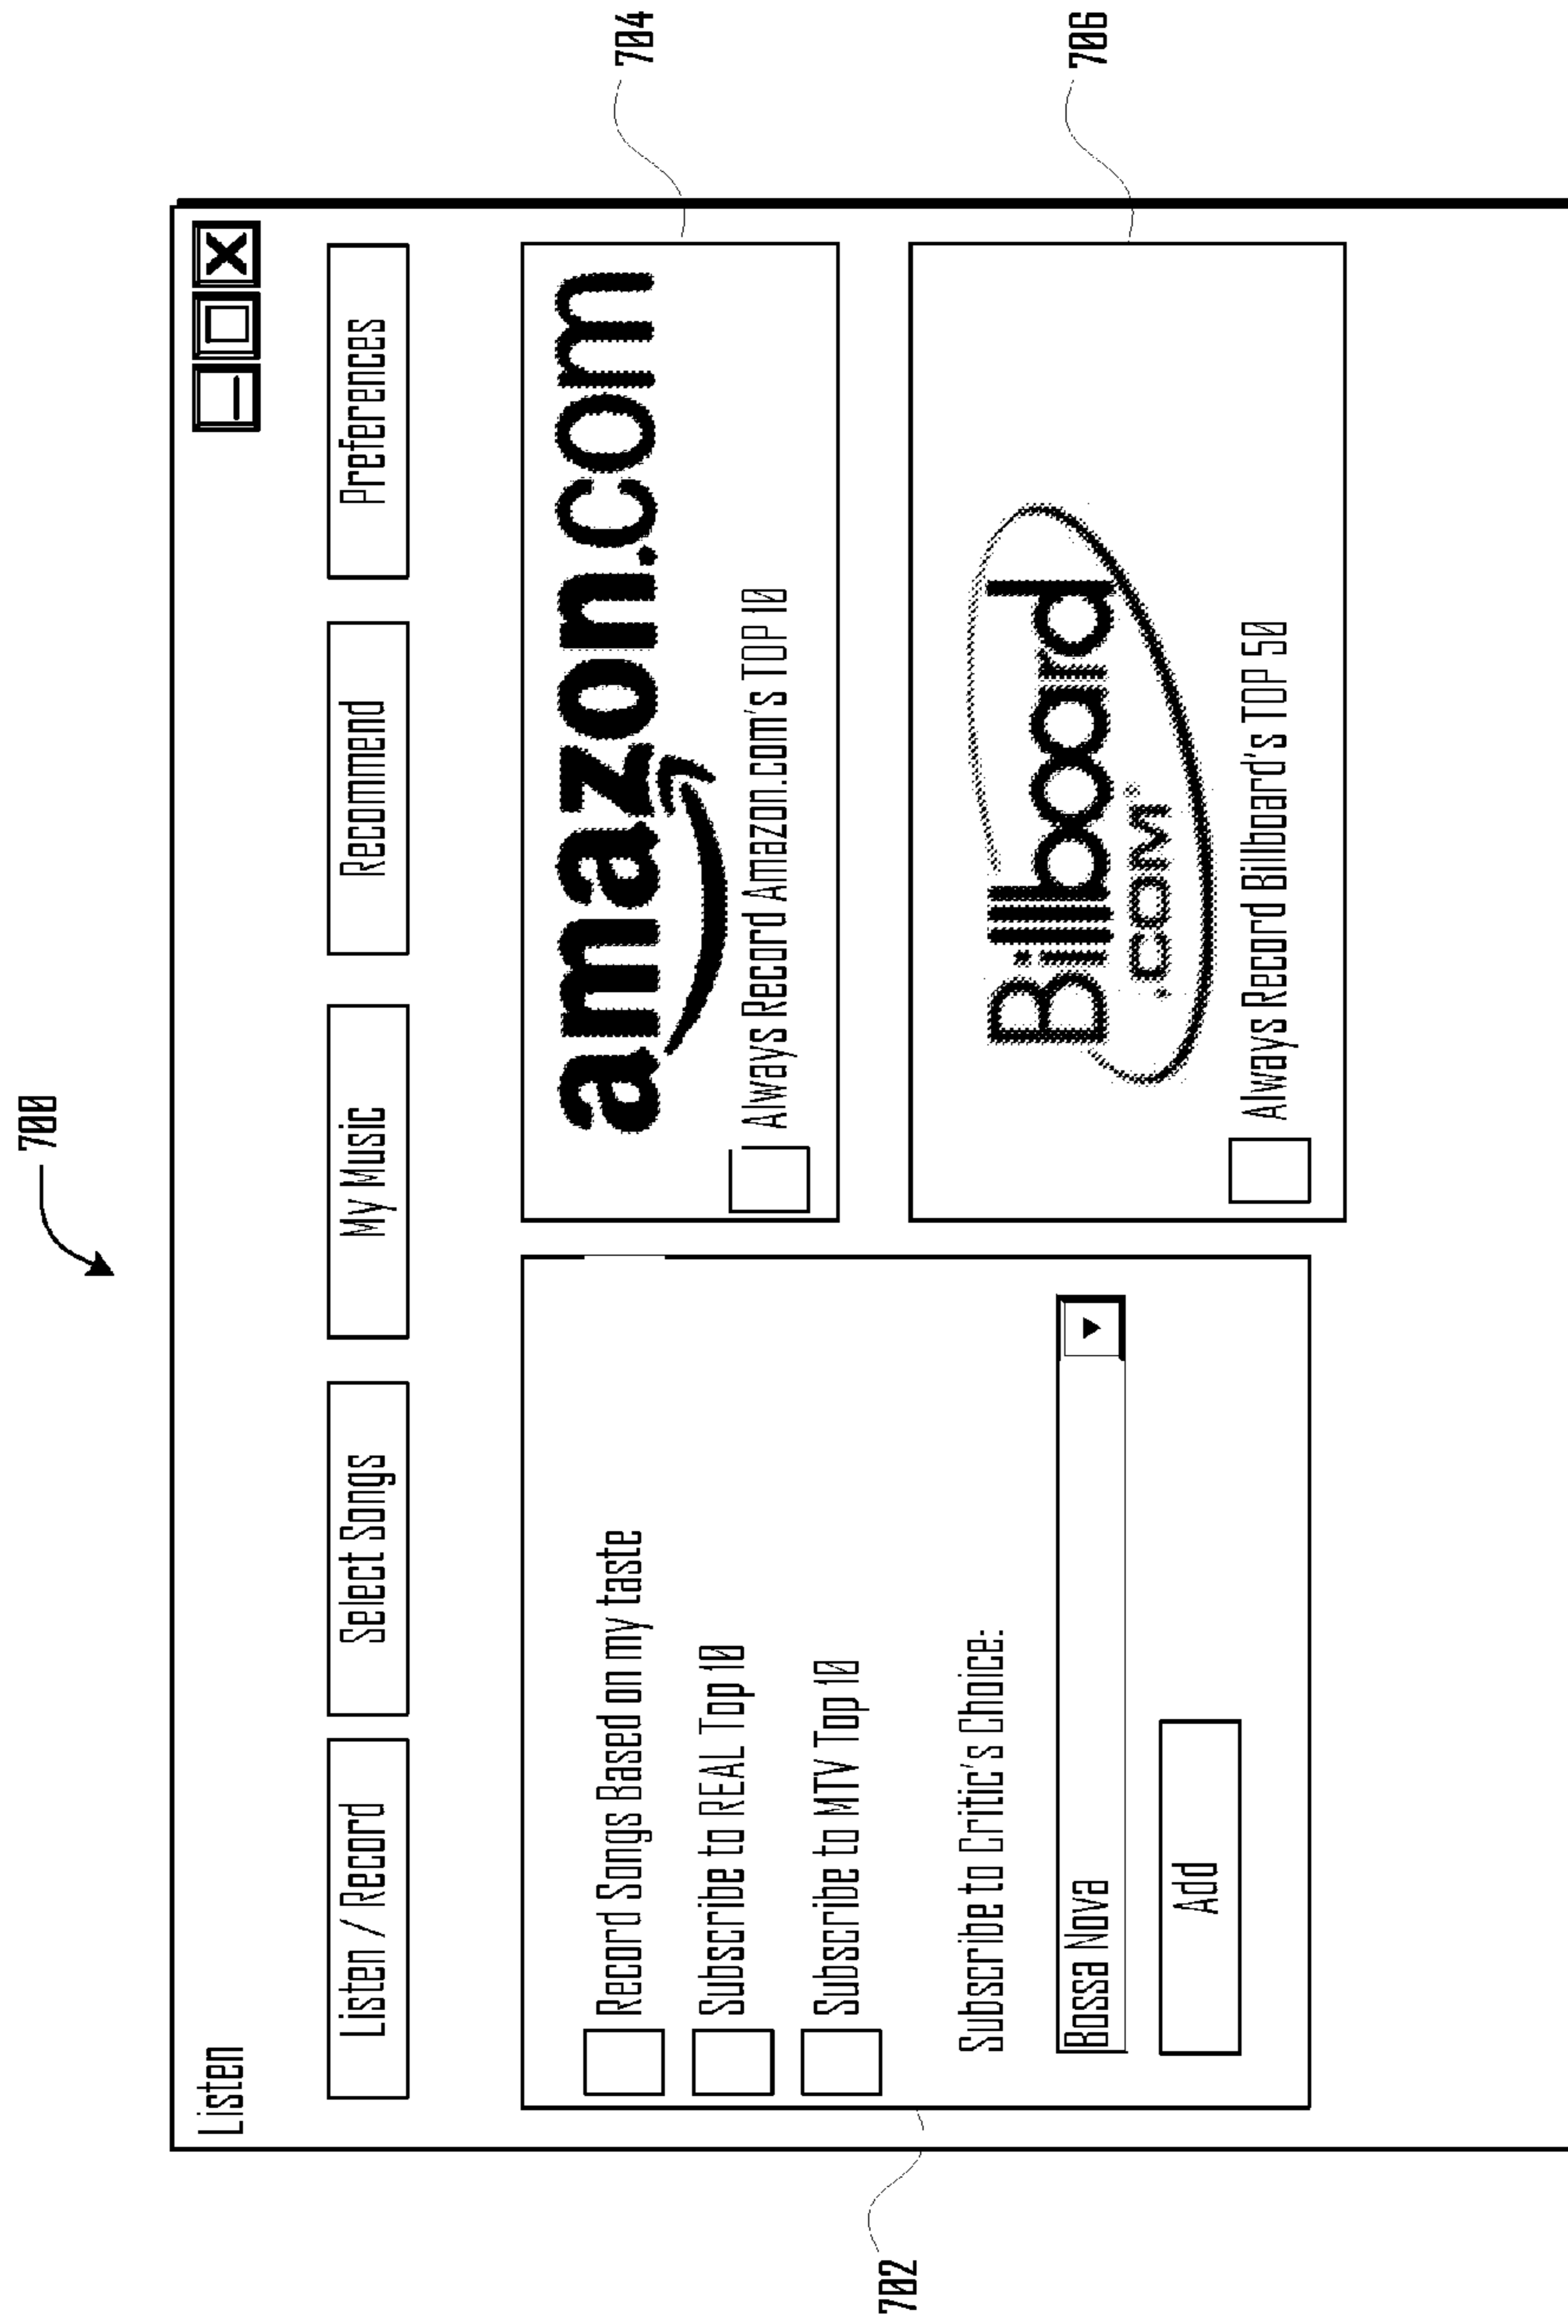 700
Listen
Listen / Record
Select Songs
My Music
Recommend
Preferences
Record Songs Based on my taste
Subscribe to REAL Top 10
Subscribe to MTV Top 10
Subscribe to Critic's Choice:
Bossa Nova
Add
702
amazon.com
Always Record Amazon.com's TOP 10
704
Billboard
.COM
Always Record Billboard's TOP 50
706